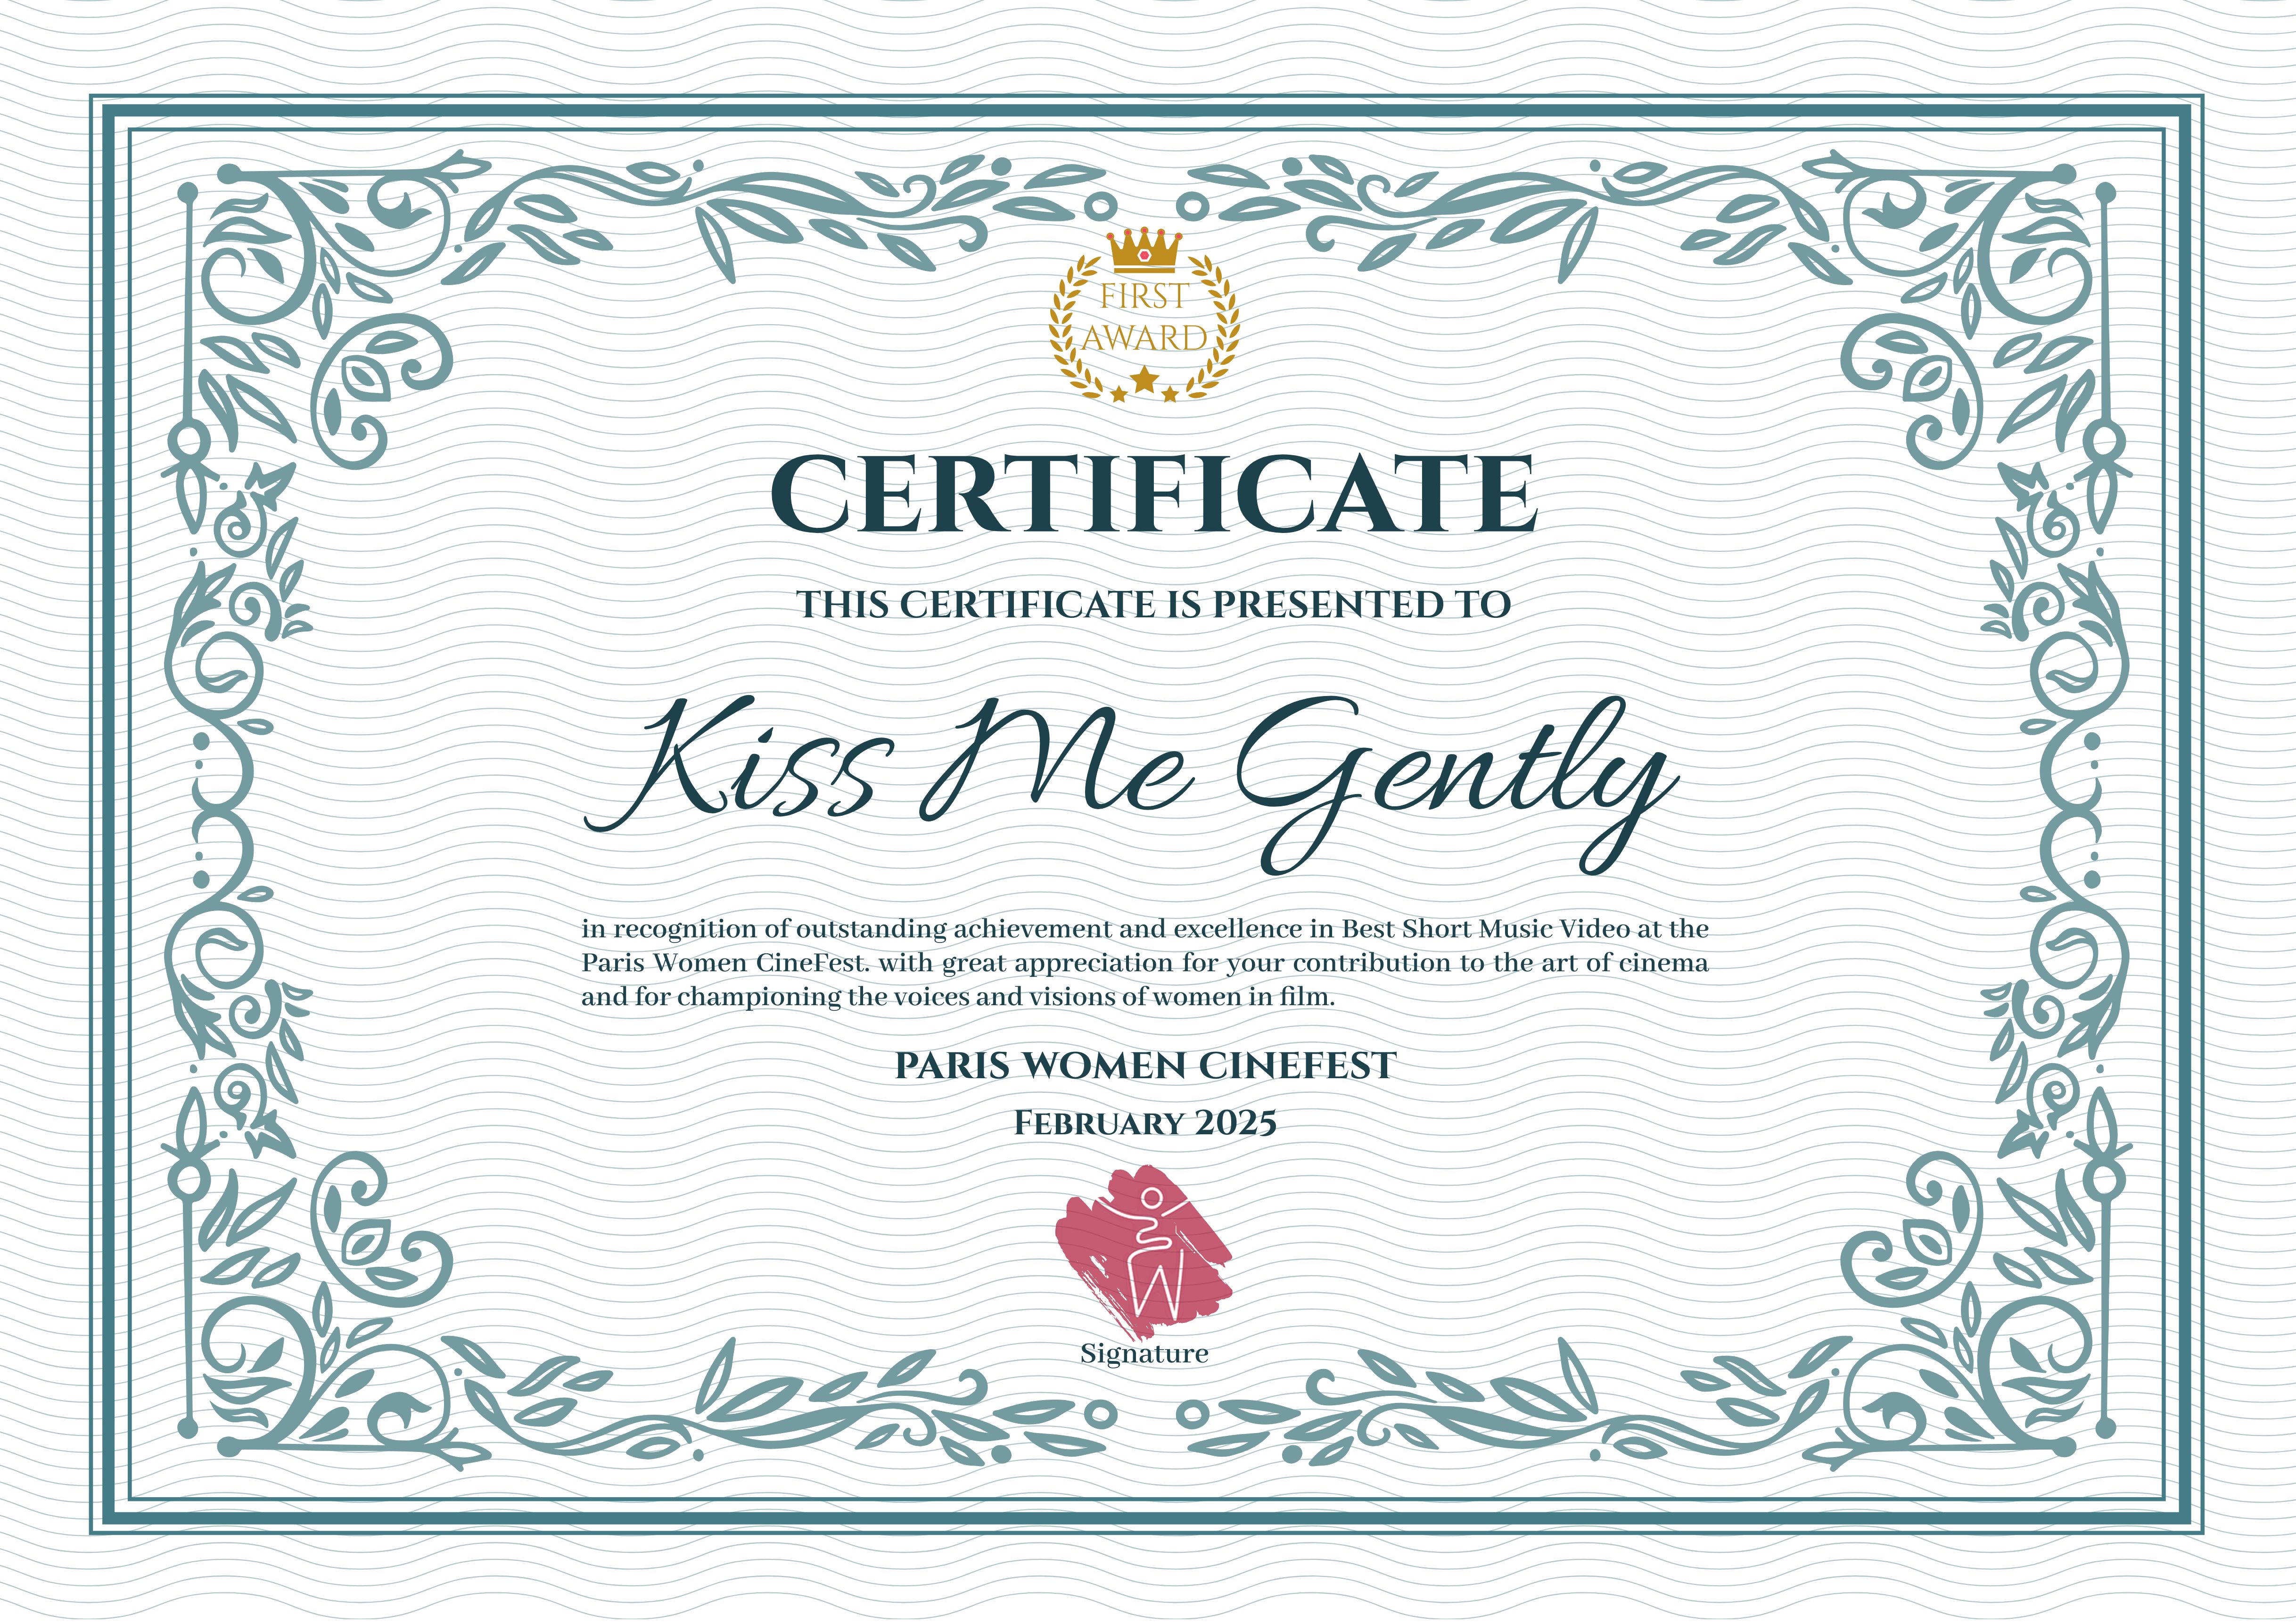 FIRST
AWARD
CERTIFICATE
THIS CERTIFICATE IS PRESENTED TO
Kiss Me Gently
in recognition of outstanding achievement and excellence in Best Short Music Video at the
Paris Women CineFest. with great appreciation for your contribution to the art of cinema
and for championing the voices and visions of women in film.
PARIS WOMEN CINEFEST
FEBRUARY 2025
W
Signature